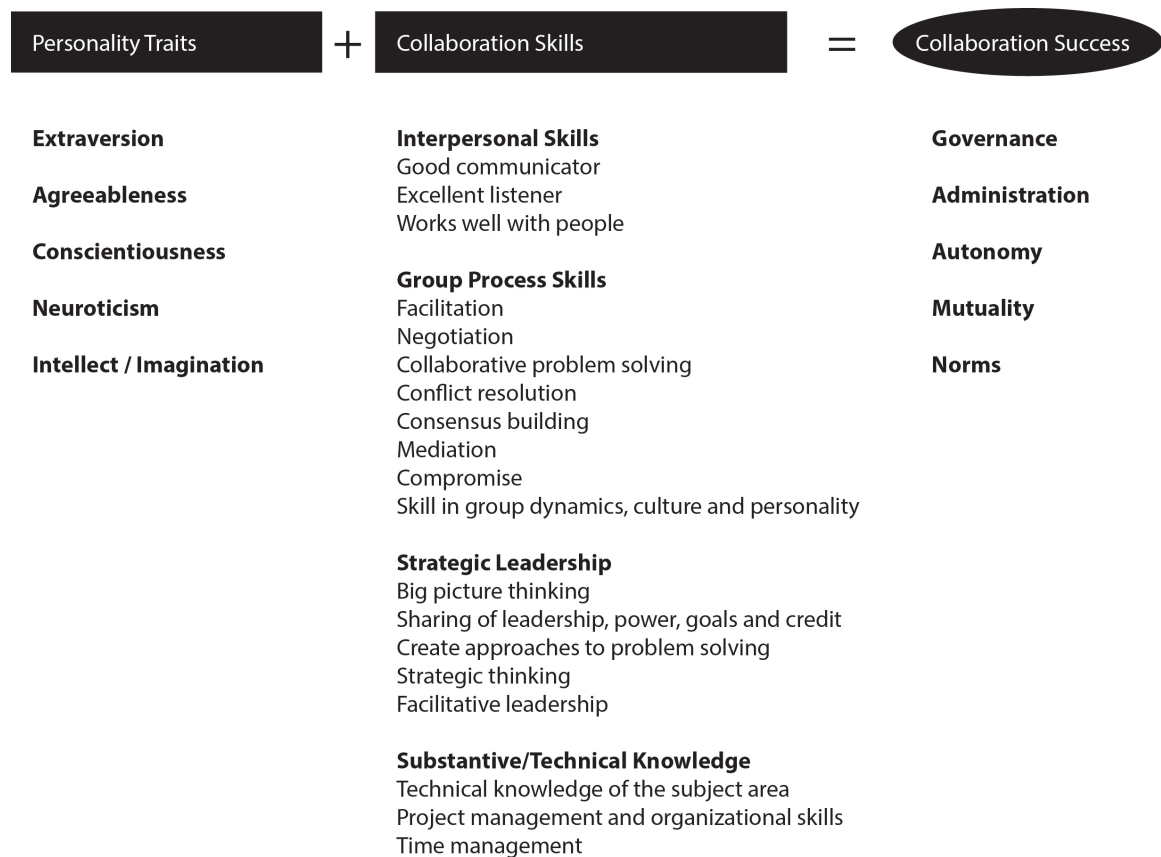 Personality Traits + Collaboration Skills = Collaboration Success
Extraversion
Agreeableness
Conscientiousness
Neuroticism
Intellect / Imagination
Interpersonal Skills
Good communicator
Excellent listener
Works well with people
Group Process Skills
Facilitation
Negotiation
Collaborative problem solving
Conflict resolution
Consensus building
Mediation
Compromise
Skill in group dynamics, culture and personality
Strategic Leadership
Big picture thinking
Sharing of leadership, power, goals and credit
Create approaches to problem solving
Strategic thinking
Facilitative leadership
Substantive/Technical Knowledge
Technical knowledge of the subject area
Project management and organizational skills
Time management
Governance
Administration
Autonomy
Mutuality
Norms